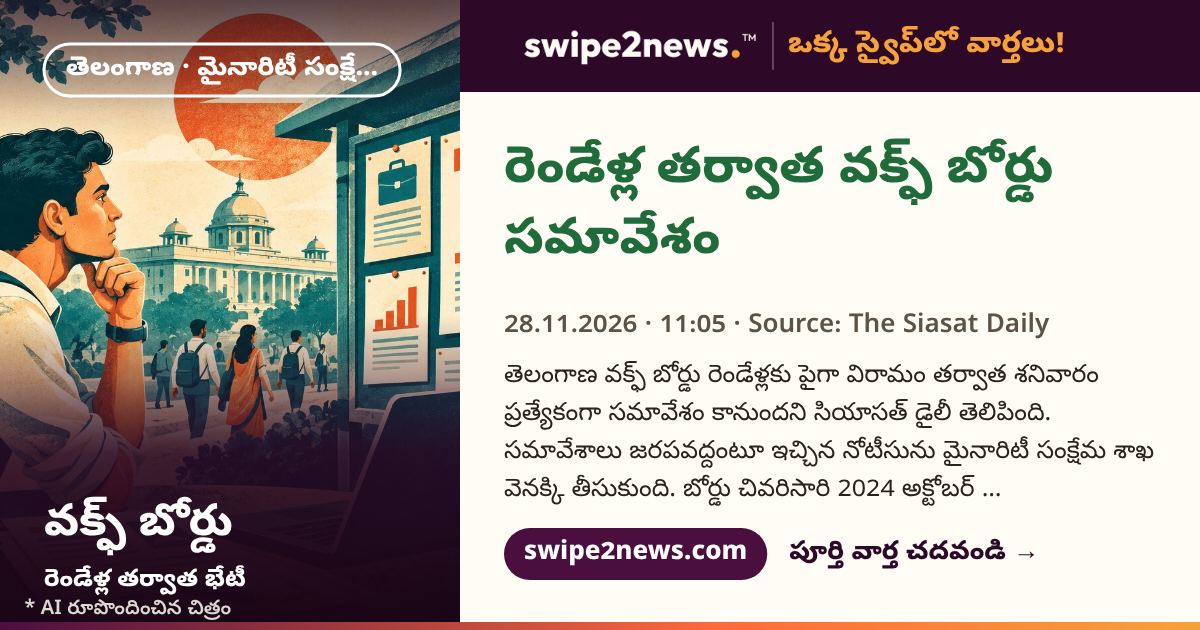 తెలంగాణ · మైనారిటీ సంక్షే...
వక్ఫ్ బోర్డు
రెండేళ్ల తర్వాత భేటీ
* AI రూపొందించిన చిత్రం
swipe2news.™ ఒక్క స్వైప్‌లో వార్తలు!
రెండేళ్ల తర్వాత వక్ఫ్ బోర్డు
సమావేశం
28.11.2026 · 11:05 · Source: The Siasat Daily
తెలంగాణ వక్ఫ్ బోర్డు రెండేళ్లకు పైగా విరామం తర్వాత శనివారం
ప్రత్యేకంగా సమావేశం కానుందని సియాసత్ డైలీ తెలిపింది.
సమావేశాలు జరపవద్దంటూ ఇచ్చిన నోటీసును మైనారిటీ సంక్షేమ శాఖ
వెనక్కి తీసుకుంది. బోర్డు చివరిసారి 2024 అక్టోబర్ ...
swipe2news.com పూర్తి వార్త చదవండి →